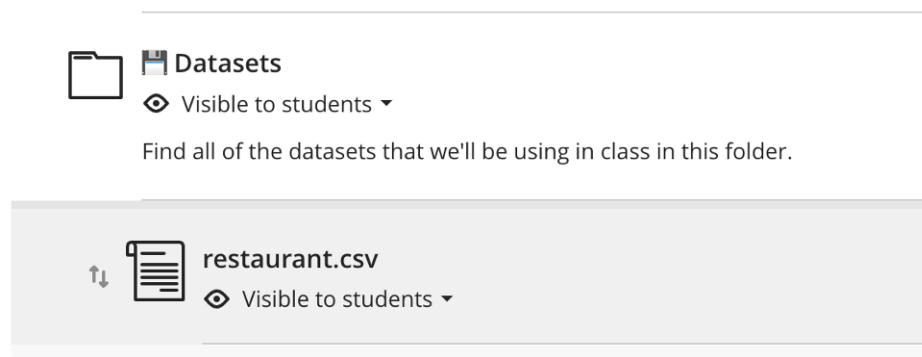 💾 Datasets
Visible to students
Find all of the datasets that we'll be using in class in this folder.
restaurant.csv
Visible to students